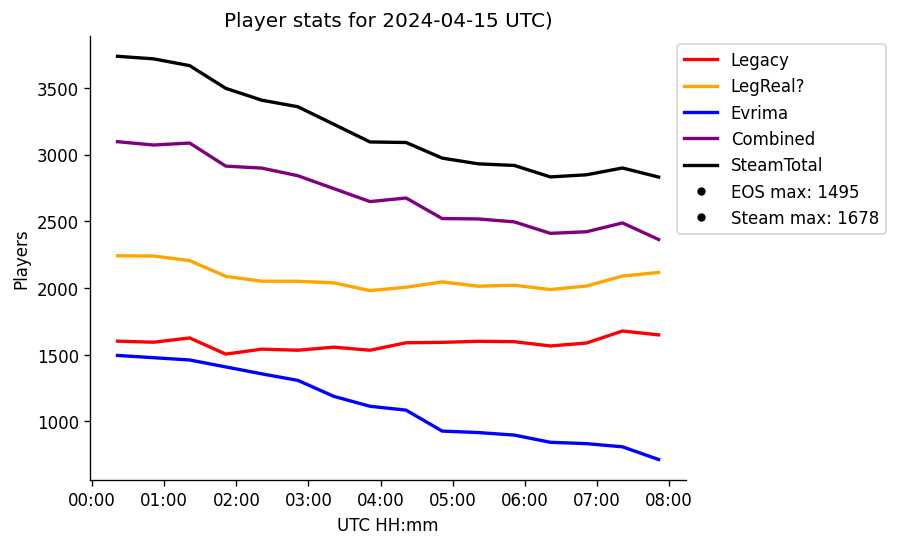 Player stats for 2024-04-15 UTC)
Legacy
LegReal?
Evrima
Combined
SteamTotal
EOS max: 1495
Steam max: 1678
Players
3500
3000
2500
2000
1500
1000
00:00 01:00 02:00 03:00 04:00 05:00 06:00 07:00 08:00
UTC HH:mm